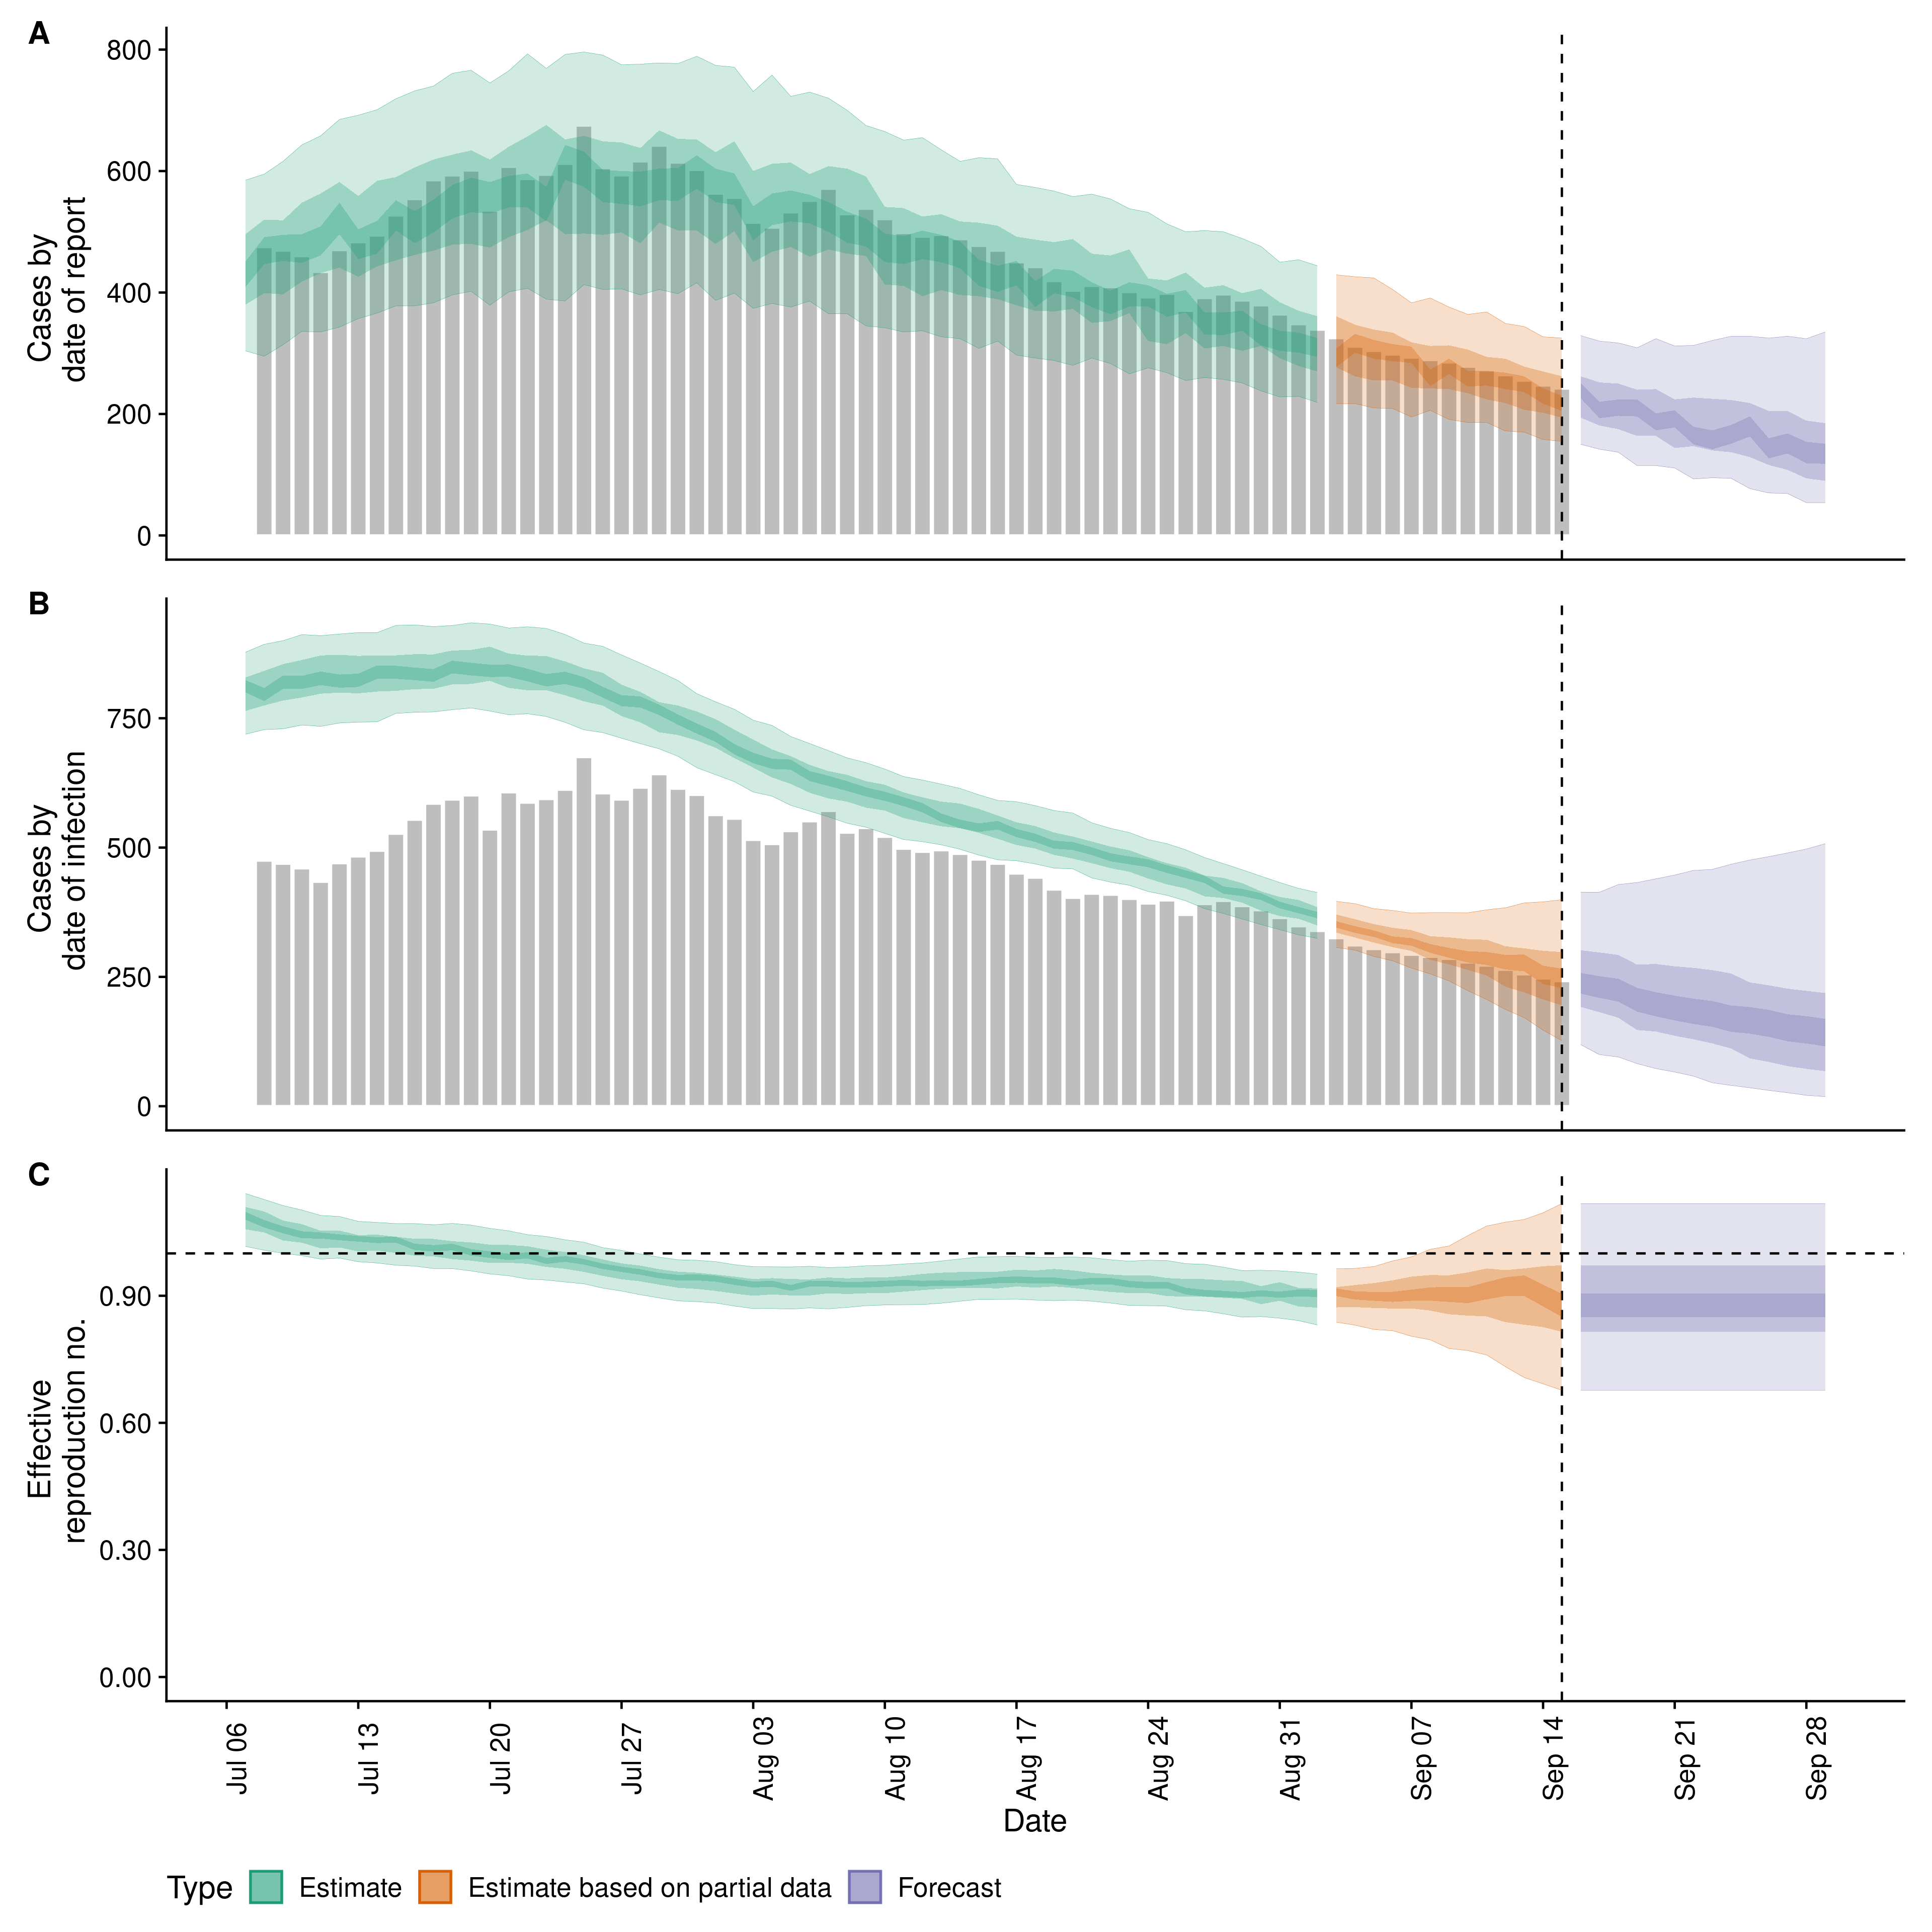 A
Cases by
date of report
800
600
400
200
0
B
Cases by
date of infection
750
500
250
0
C
Effective
reproduction no.
0.90
0.60
0.30
0.00
Jul 06
Jul 13
Jul 20
Jul 27
Aug 03
Aug 10
Aug 17
Aug 24
Aug 31
Sep 07
Sep 14
Sep 21
Sep 28
Date
Type Estimate Estimate based on partial data Forecast